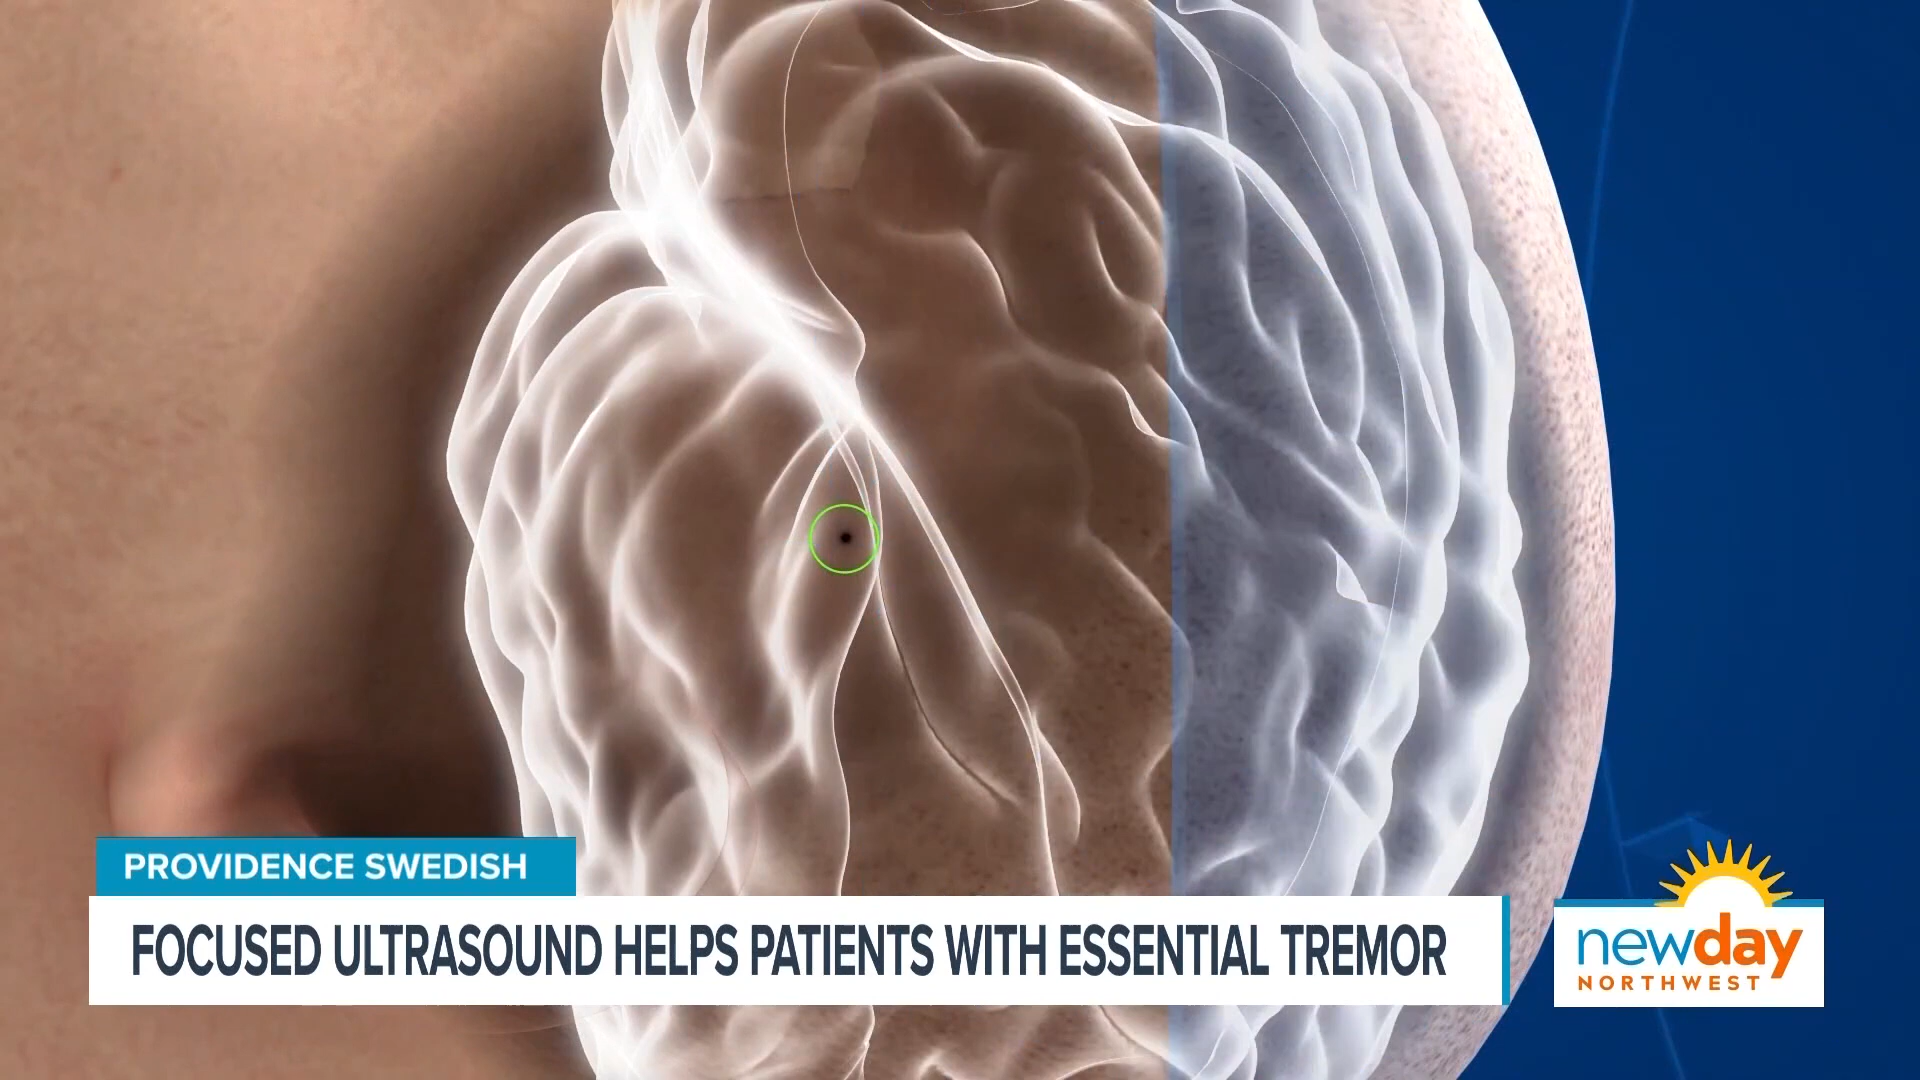 PROVIDENCE SWEDISH
FOCUSED ULTRASOUND HELPS PATIENTS WITH ESSENTIAL TREMOR
newday
NORTHWEST